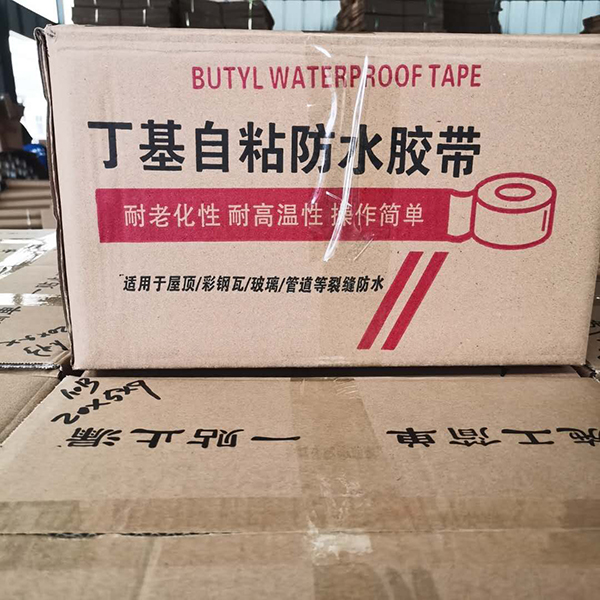 BUTYL WATERPROOF TAPE
丁基自粘防水胶带
耐老化性 耐高温性 操作简单
适用于屋顶/彩钢瓦/玻璃/管道等裂缝防水
20X5X9
一贴止漏
施工简单